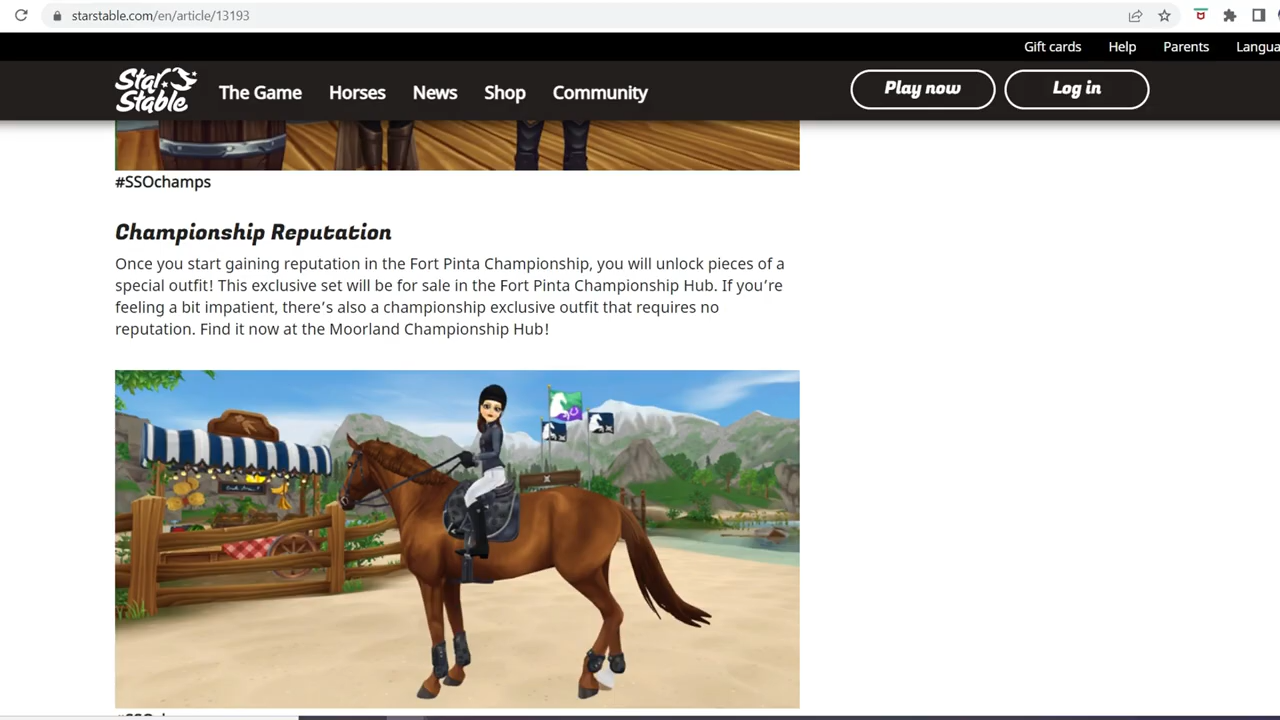 starstable.com/en/article/13193
Gift cards Help Parents Langua
Star Stable The Game Horses News Shop Community Play now Log in
#SSOchamps
Championship Reputation
Once you start gaining reputation in the Fort Pinta Championship, you will unlock pieces of a
special outfit! This exclusive set will be for sale in the Fort Pinta Championship Hub. If you’re
feeling a bit impatient, there’s also a championship exclusive outfit that requires no
reputation. Find it now at the Moorland Championship Hub!